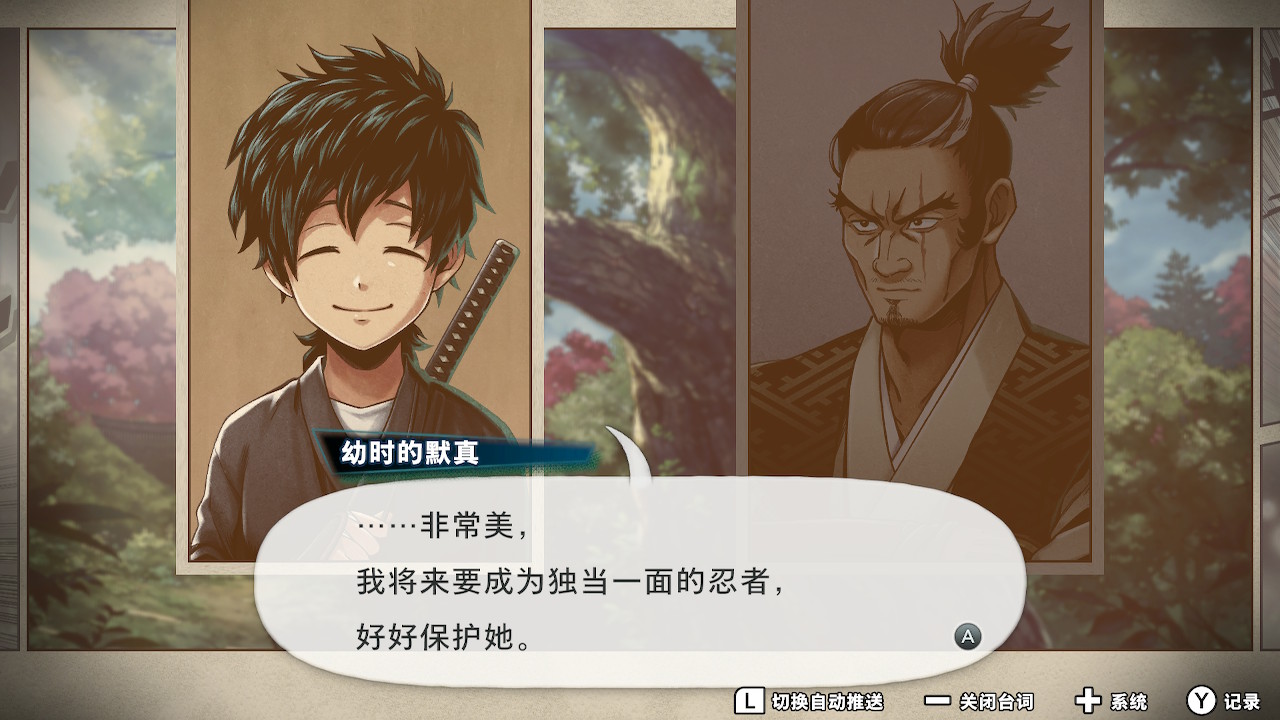 幼时的默真
……非常美，
我将来要成为独当一面的忍者，
好好保护她。
A
L 切换自动推送 － 关闭台词 ＋ 系统 Y 记录